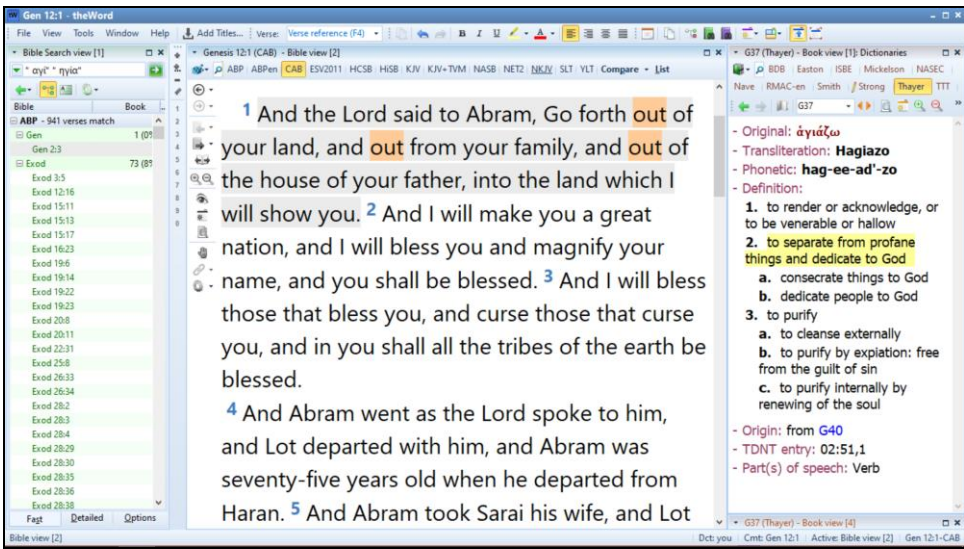 Gen 12:1 - theWord
File View Tools Window Help Add Titles... Verse: Verse reference (F4) B I U A
Bible Search view [1]
" αγι" " ηγια"
Bible Book
ABP - 941 verses match
Gen 1 (0%
Gen 2:3
Exod 73 (8%
Exod 3:5
Exod 12:16
Exod 15:11
Exod 15:13
Exod 15:17
Exod 16:23
Exod 19:6
Exod 19:14
Exod 19:22
Exod 19:23
Exod 20:8
Exod 20:11
Exod 22:31
Exod 25:8
Exod 26:33
Exod 26:34
Exod 28:2
Exod 28:3
Exod 28:4
Exod 28:29
Exod 28:30
Exod 28:35
Exod 28:36
Exod 28:38
Fast Detailed Options
Bible view [2]
1
2
3
4
5
6
7
8
9
0
Genesis 12:1 (CAB) - Bible view [2]
ABP ABPen CAB ESV2011 HCSB HiSB KJV KJV+TVM NASB NET2 NKJV SLT YLT Compare List
1 And the Lord said to Abram, Go forth out of
your land, and out from your family, and out of
the house of your father, into the land which I
will show you. 2 And I will make you a great
nation, and I will bless you and magnify your
name, and you shall be blessed. 3 And I will bless
those that bless you, and curse those that curse
you, and in you shall all the tribes of the earth be
blessed.
4 And Abram went as the Lord spoke to him,
and Lot departed with him, and Abram was
seventy-five years old when he departed from
Haran. 5 And Abram took Sarai his wife, and Lot
G37 (Thayer) - Book view [1]: Dictionaries
BDB Easton ISBE Mickelson NASEC
Nave RMAC-en Smith Strong Thayer TTT
G37
- Original: ἁγιάζω
- Transliteration: Hagiazo
- Phonetic: hag-ee-ad'-zo
- Definition:
1. to render or acknowledge, or
to be venerable or hallow
2. to separate from profane
things and dedicate to God
a. consecrate things to God
b. dedicate people to God
3. to purify
a. to cleanse externally
b. to purify by expiation: free
from the guilt of sin
c. to purify internally by
renewing of the soul
- Origin: from G40
- TDNT entry: 02:51,1
- Part(s) of speech: Verb
G37 (Thayer) - Book view [4]
Dct: you Cmt: Gen 12:1 Active: Bible view [2] Gen 12:1-CAB